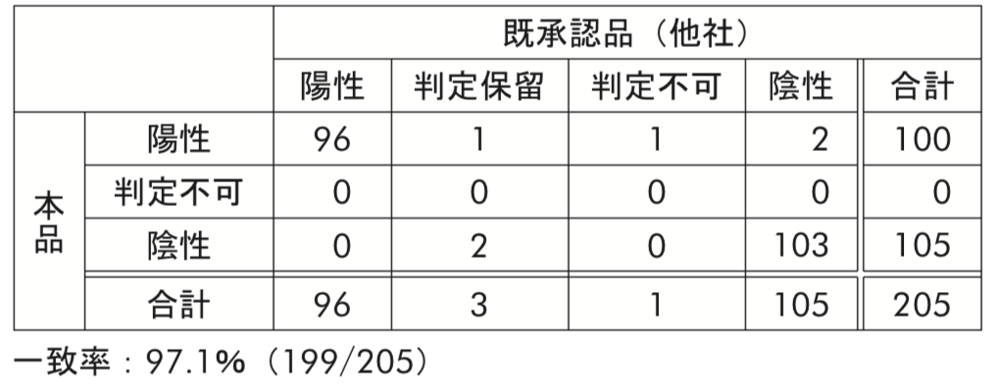 既承認品（他社）
陽性 判定保留 判定不可 陰性 合計
本品
陽性 96 1 1 2 100
判定不可 0 0 0 0 0
陰性 0 2 0 103 105
合計 96 3 1 105 205
一致率：97.1%（199/205）